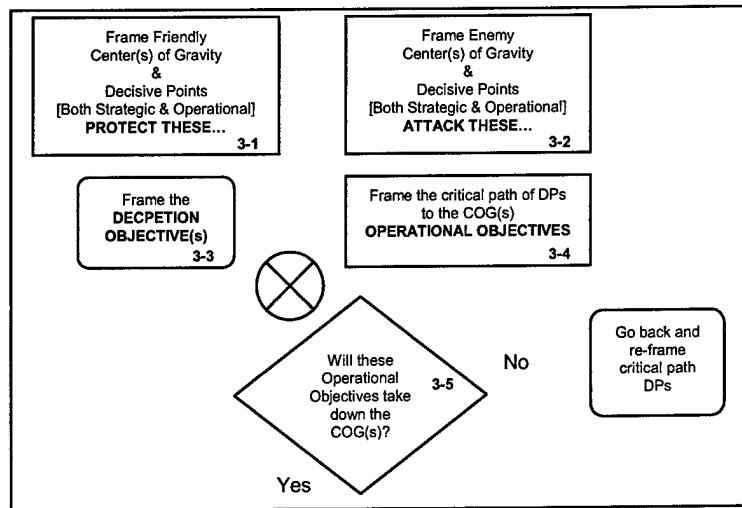 Frame Friendly
Center(s) of Gravity
&
Decisive Points
[Both Strategic & Operational]
PROTECT THESE...
3-1
Frame Enemy
Center(s) of Gravity
&
Decisive Points
[Both Strategic & Operational]
ATTACK THESE...
3-2
Frame the
DECPETION
OBJECTIVE(s)
3-3
Frame the critical path of DPs
to the COG(s)
OPERATIONAL OBJECTIVES
3-4
Will these
Operational
Objectives take
down the
COG(s)?
3-5
No
Go back and
re-frame
critical path
DPs
Yes